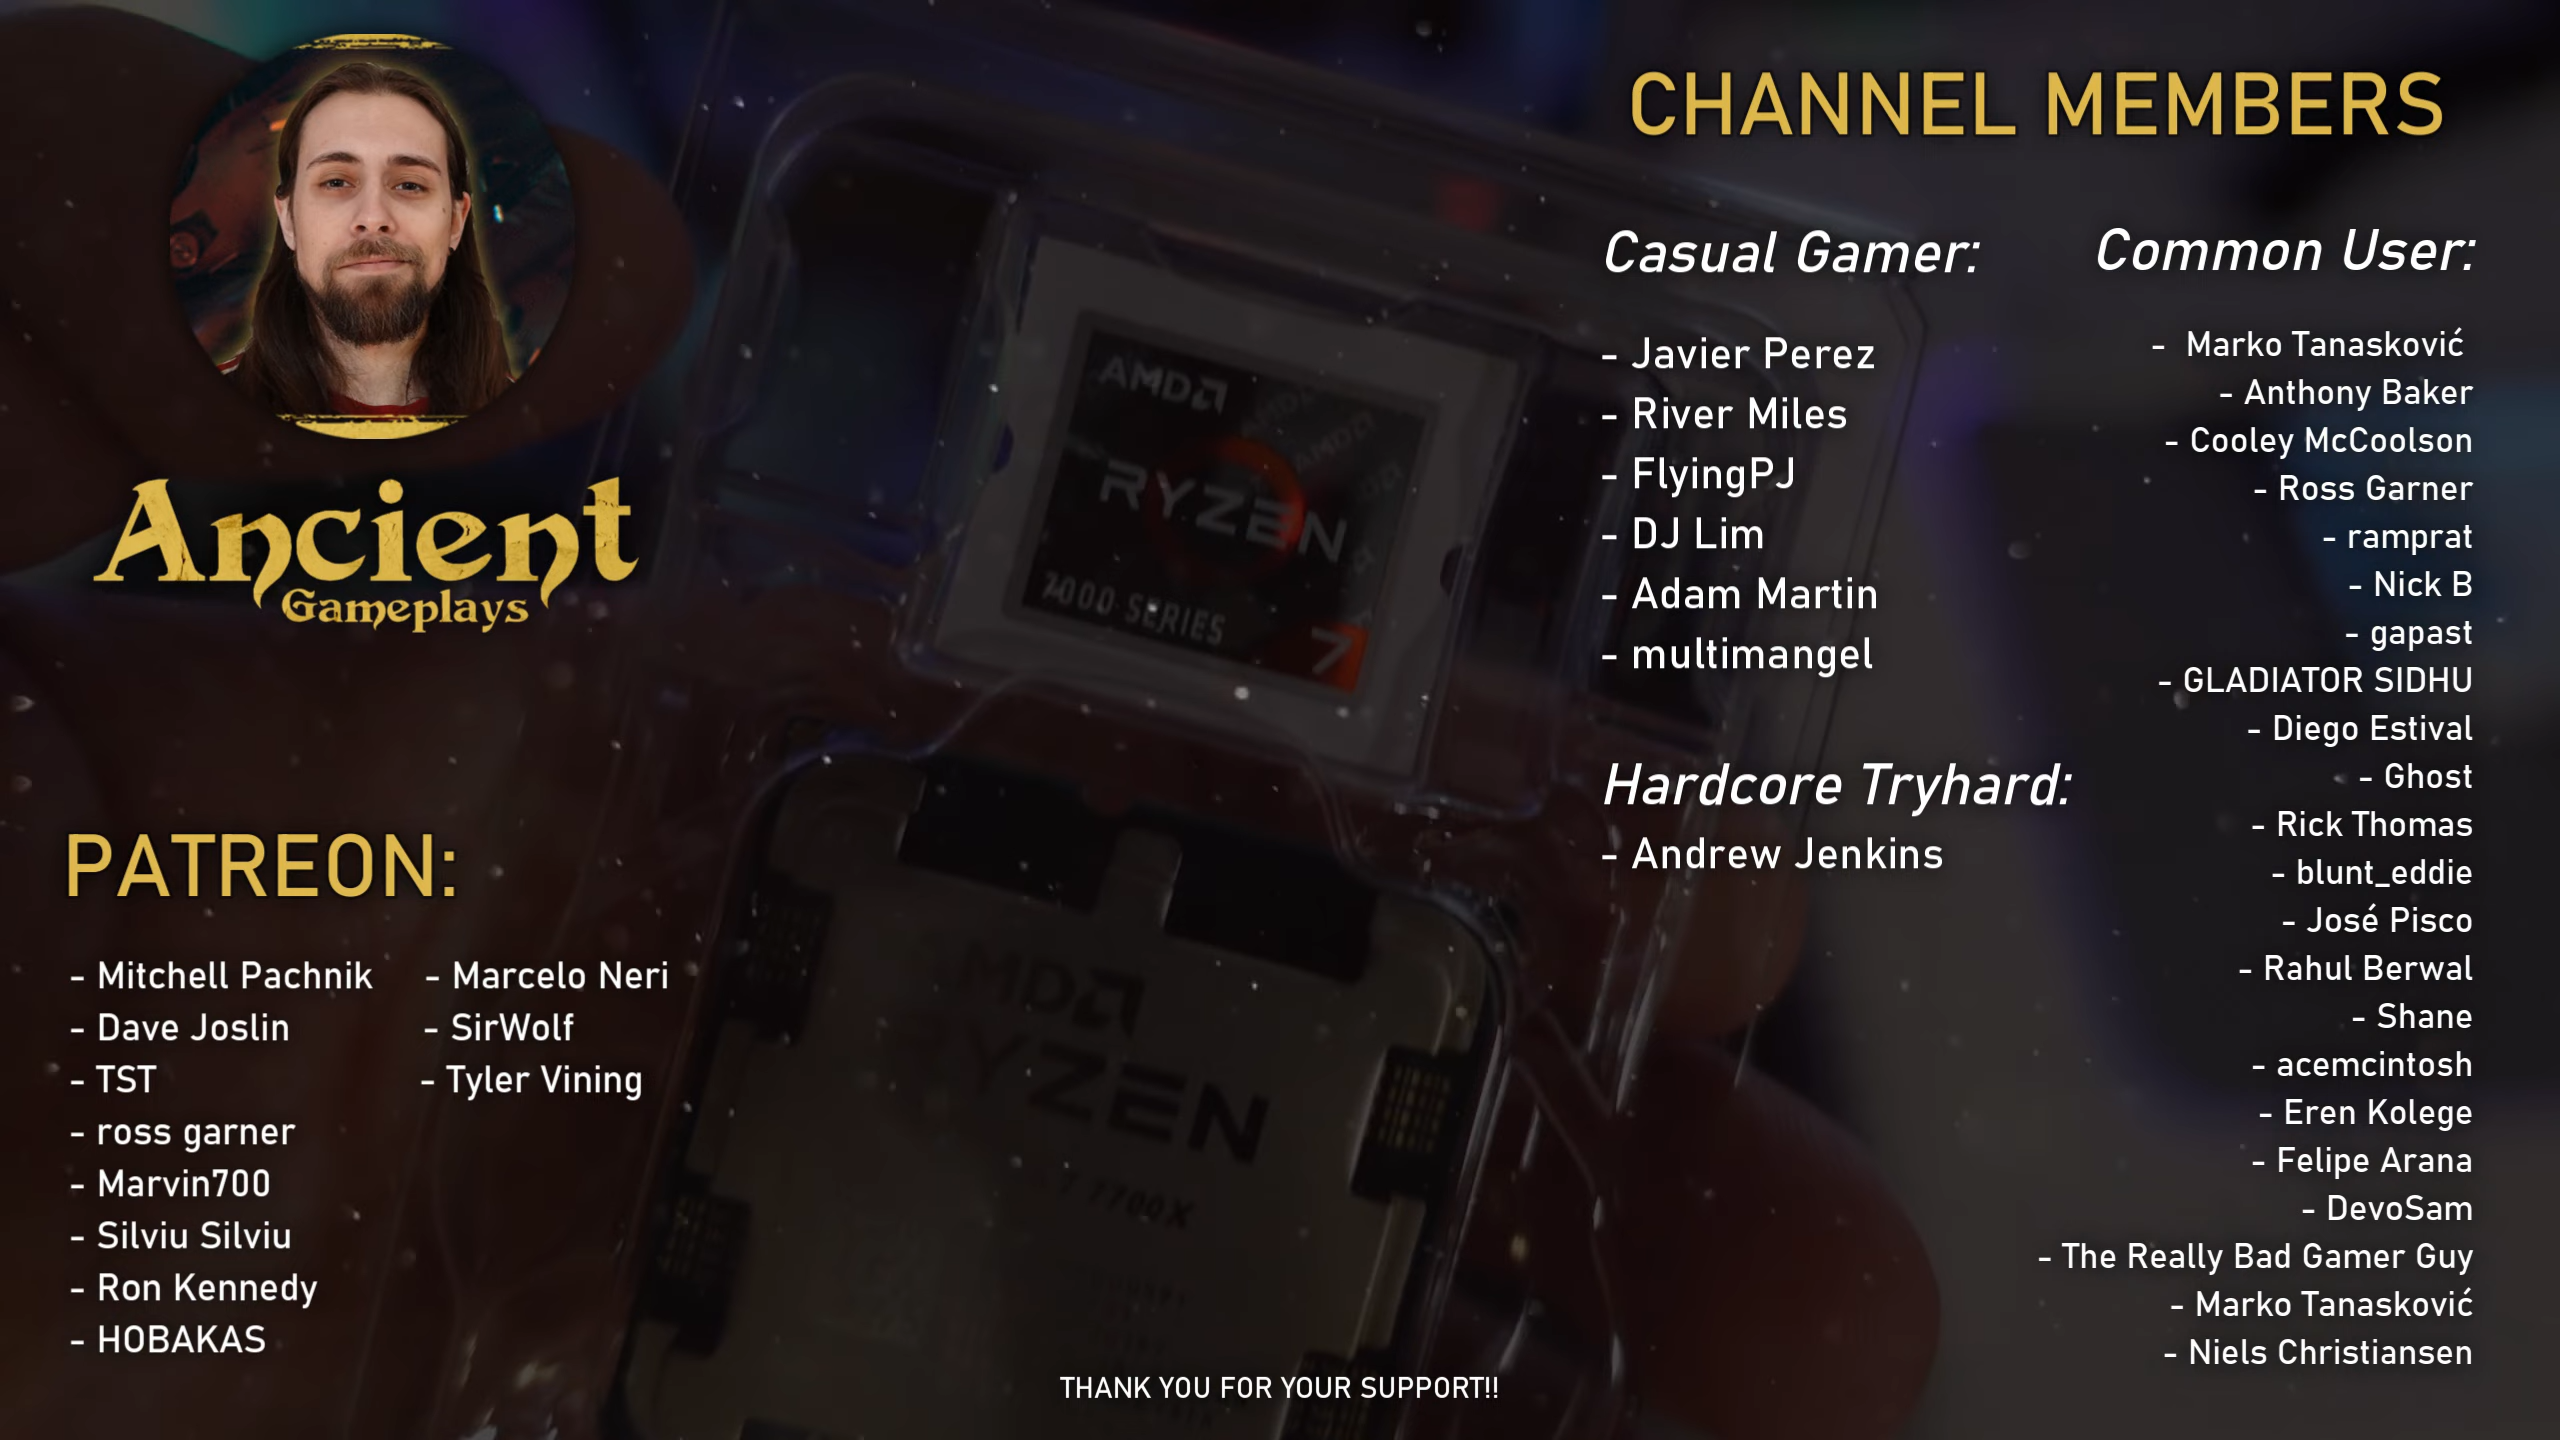 Ancient
Gameplays
PATREON:
- Mitchell Pachnik
- Dave Joslin
- TST
- ross garner
- Marvin700
- Silviu Silviu
- Ron Kennedy
- HOBAKAS
- Marcelo Neri
- SirWolf
- Tyler Vining
AMD
RYZEN
7000 SERIES
7
AMD
RYZEN
7700X
CHANNEL MEMBERS
Casual Gamer:
- Javier Perez
- River Miles
- FlyingPJ
- DJ Lim
- Adam Martin
- multimangel
Hardcore Tryhard:
- Andrew Jenkins
Common User:
- Marko Tanasković
- Anthony Baker
- Cooley McCoolson
- Ross Garner
- ramprat
- Nick B
- gapast
- GLADIATOR SIDHU
- Diego Estival
- Ghost
- Rick Thomas
- blunt_eddie
- José Pisco
- Rahul Berwal
- Shane
- acemcintosh
- Eren Kolege
- Felipe Arana
- DevoSam
- The Really Bad Gamer Guy
- Marko Tanasković
- Niels Christiansen
THANK YOU FOR YOUR SUPPORT!!